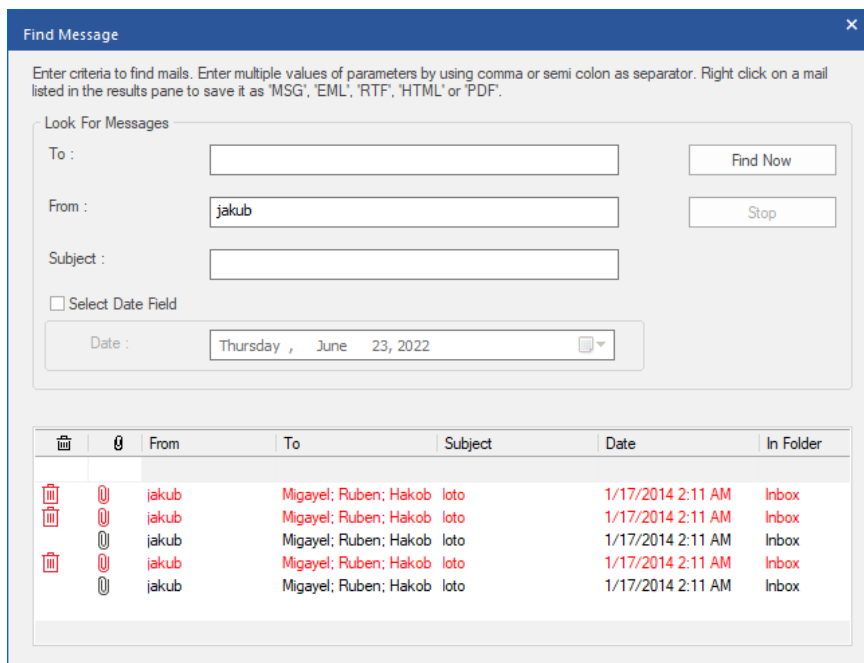 Find Message
Enter criteria to find mails. Enter multiple values of parameters by using comma or semi colon as separator. Right click on a mail
listed in the results pane to save it as 'MSG', 'EML', 'RTF', 'HTML' or 'PDF'.
Look For Messages
To :
Find Now
From :
jakub
Stop
Subject :
Select Date Field
Date :
Thursday , June 23, 2022
From To Subject Date In Folder
jakub Migayel; Ruben; Hakob loto 1/17/2014 2:11 AM Inbox
jakub Migayel; Ruben; Hakob loto 1/17/2014 2:11 AM Inbox
jakub Migayel; Ruben; Hakob loto 1/17/2014 2:11 AM Inbox
jakub Migayel; Ruben; Hakob loto 1/17/2014 2:11 AM Inbox
jakub Migayel; Ruben; Hakob loto 1/17/2014 2:11 AM Inbox